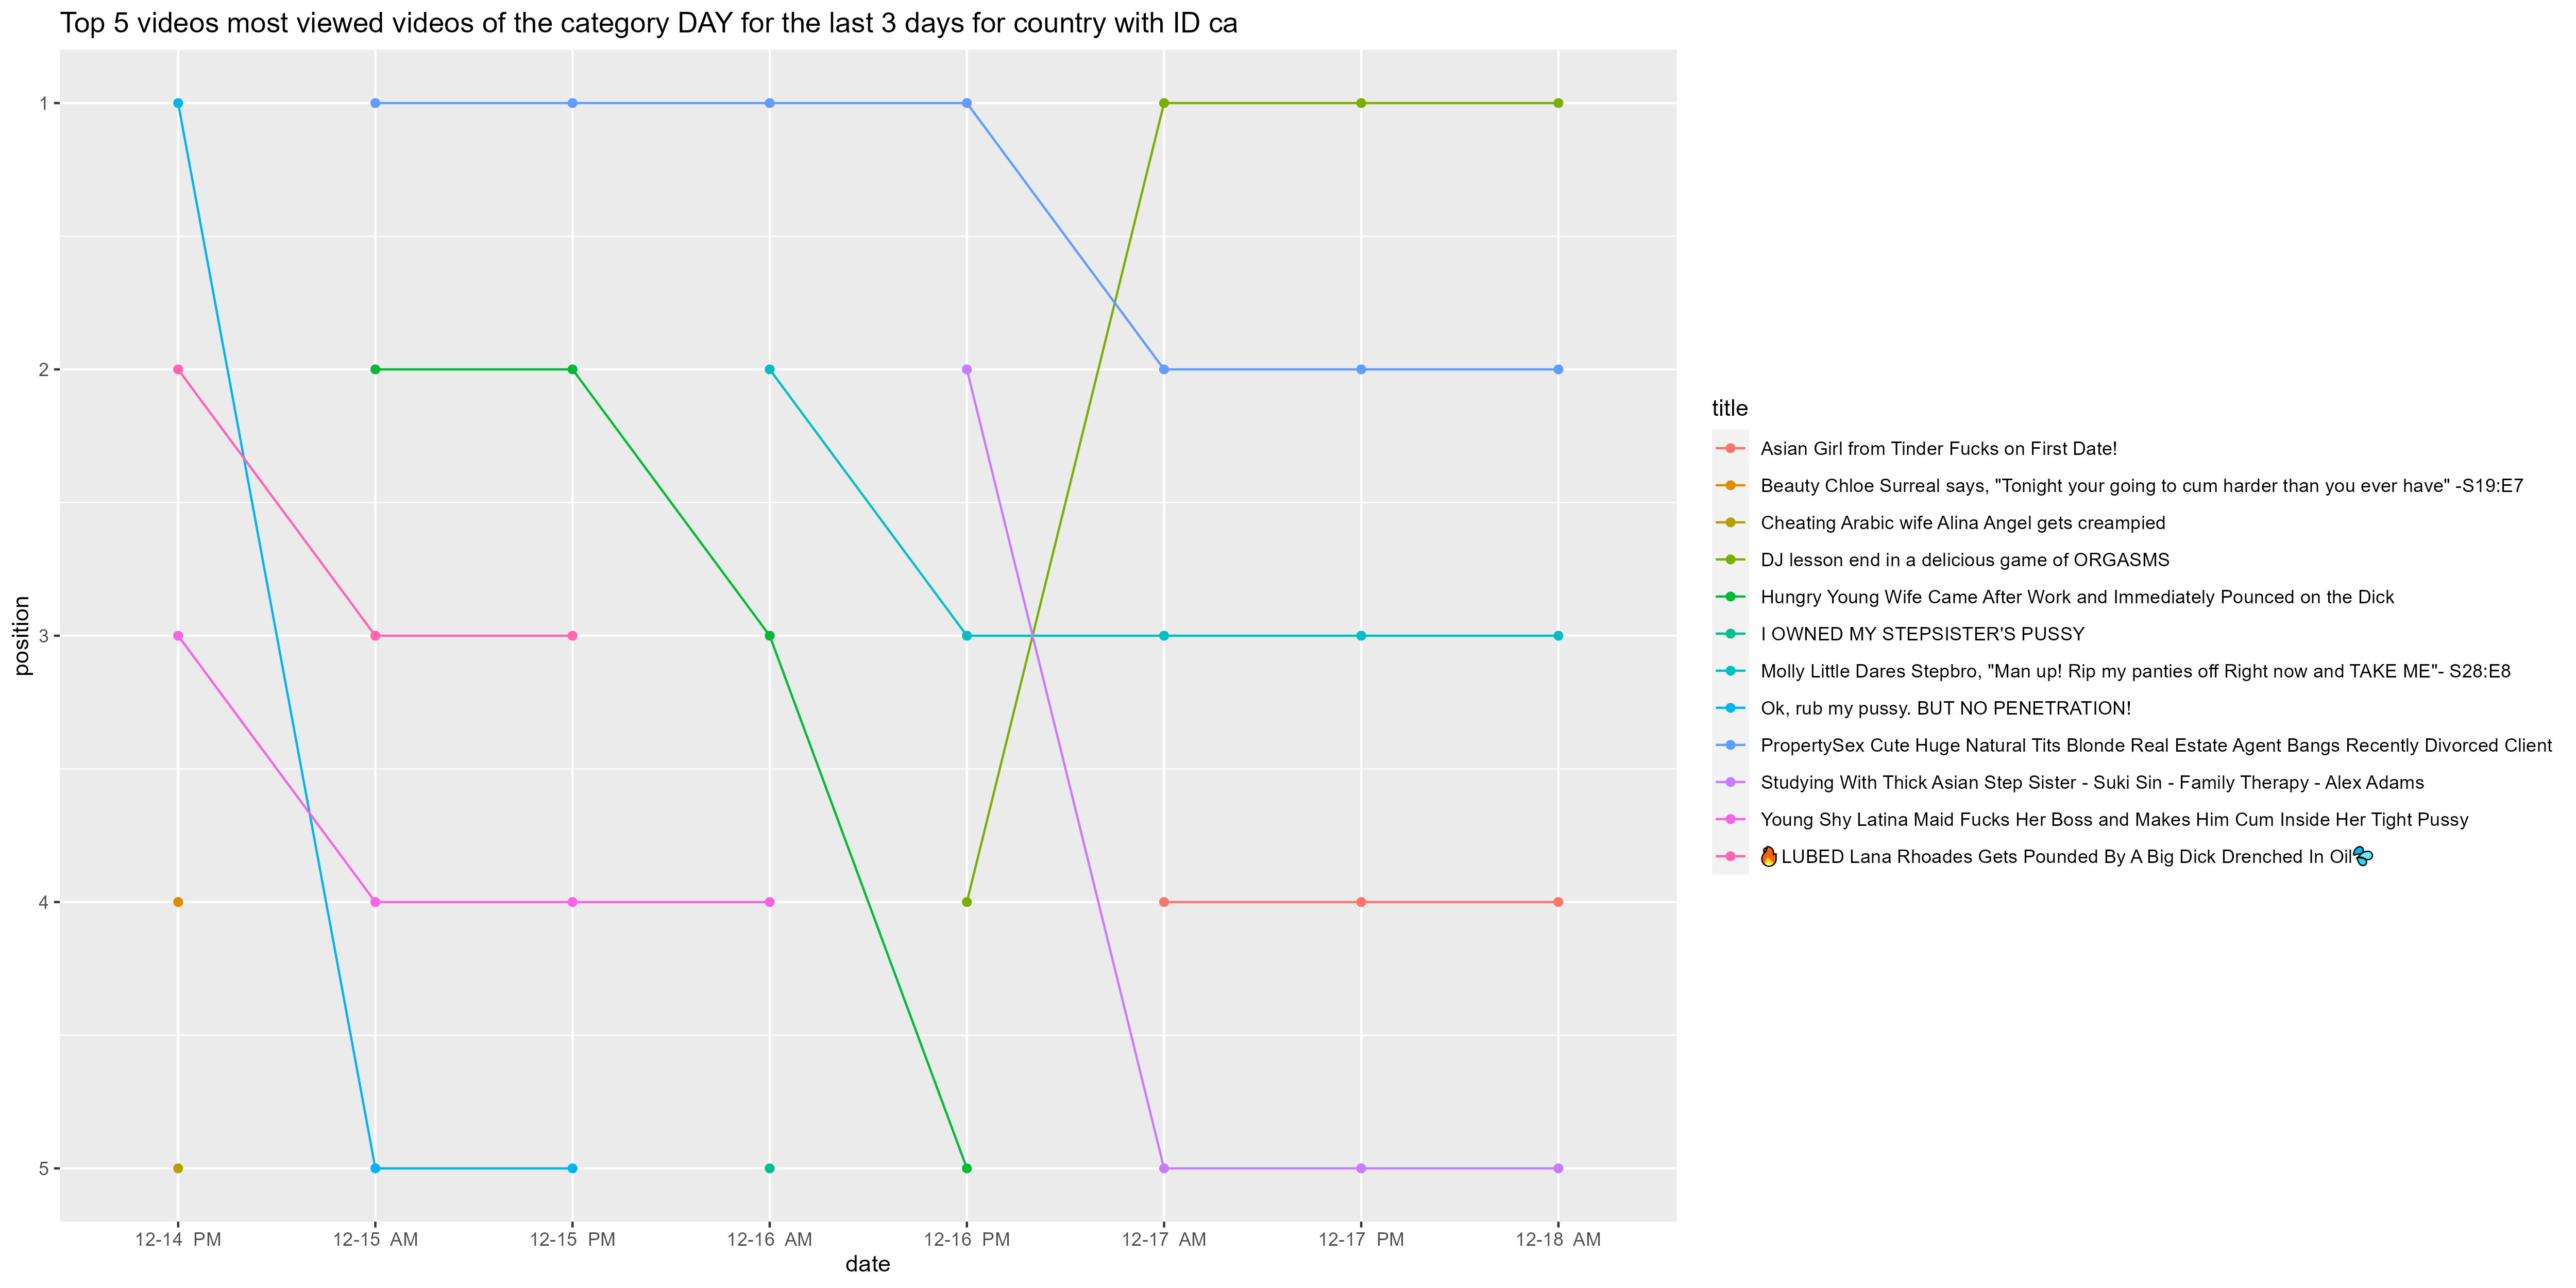 Top 5 videos most viewed videos of the category DAY for the last 3 days for country with ID ca
1
2
3
4
5
position
12-14 PM
12-15 AM
12-15 PM
12-16 AM
12-16 PM
12-17 AM
12-17 PM
12-18 AM
date
title
Asian Girl from Tinder Fucks on First Date!
Beauty Chloe Surreal says, "Tonight your going to cum harder than you ever have" -S19:E7
Cheating Arabic wife Alina Angel gets creampied
DJ lesson end in a delicious game of ORGASMS
Hungry Young Wife Came After Work and Immediately Pounced on the Dick
I OWNED MY STEPSISTER'S PUSSY
Molly Little Dares Stepbro, "Man up! Rip my panties off Right now and TAKE ME"- S28:E8
Ok, rub my pussy. BUT NO PENETRATION!
PropertySex Cute Huge Natural Tits Blonde Real Estate Agent Bangs Recently Divorced Client
Studying With Thick Asian Step Sister - Suki Sin - Family Therapy - Alex Adams
Young Shy Latina Maid Fucks Her Boss and Makes Him Cum Inside Her Tight Pussy
🔥LUBED Lana Rhoades Gets Pounded By A Big Dick Drenched In Oil💦